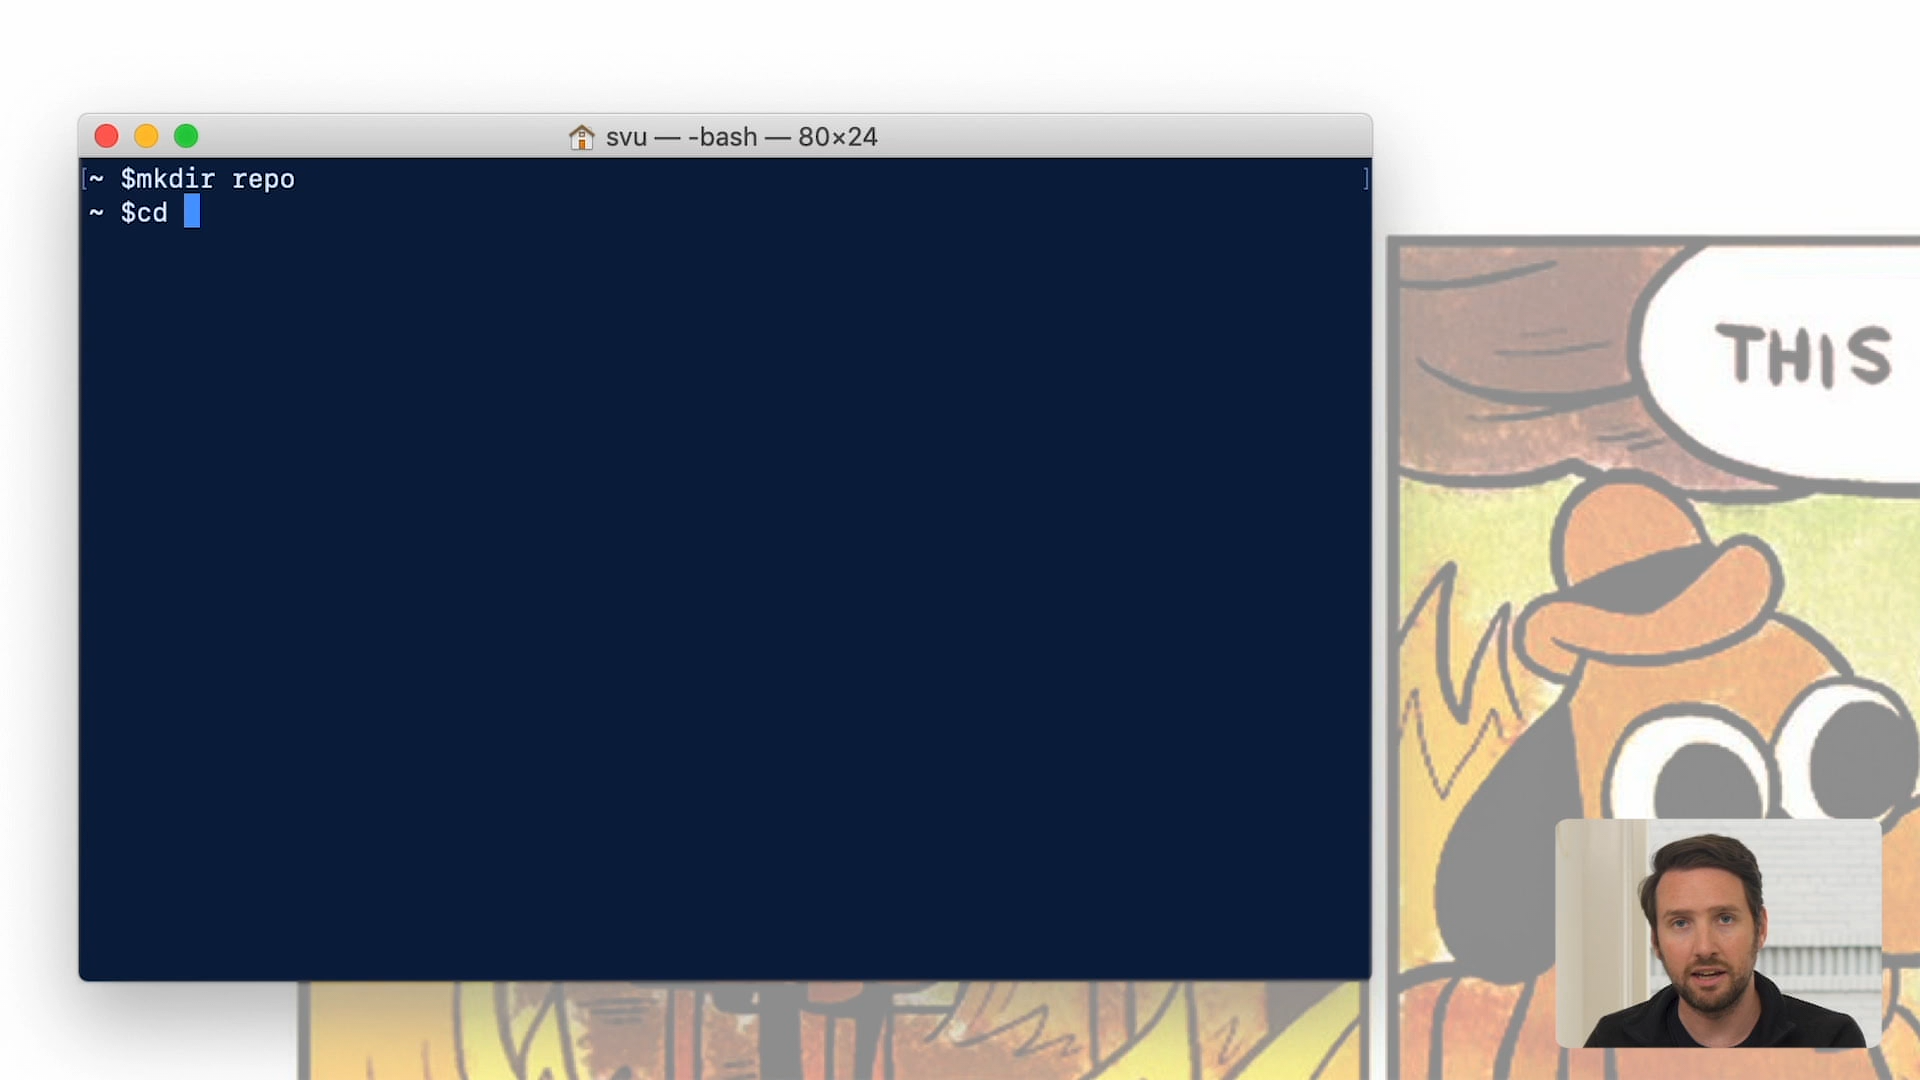 svu — -bash — 80×24
[~ $mkdir repo ]
~ $cd
THIS